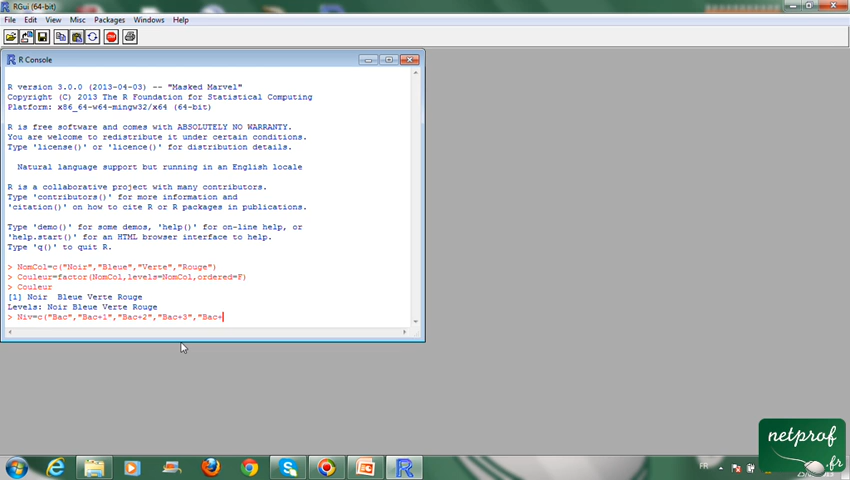 RGui (64-bit)
File Edit View Misc Packages Windows Help
R Console
R version 3.0.0 (2013-04-03) -- "Masked Marvel"
Copyright (C) 2013 The R Foundation for Statistical Computing
Platform: x86_64-w64-mingw32/x64 (64-bit)
R is free software and comes with ABSOLUTELY NO WARRANTY.
You are welcome to redistribute it under certain conditions.
Type 'license()' or 'licence()' for distribution details.
Natural language support but running in an English locale
R is a collaborative project with many contributors.
Type 'contributors()' for more information and
'citation()' on how to cite R or R packages in publications.
Type 'demo()' for some demos, 'help()' for on-line help, or
'help.start()' for an HTML browser interface to help.
Type 'q()' to quit R.
> NomCol=c("Noir","Bleue","Verte","Rouge")
> Couleur=factor(NomCol,levels=NomCol,ordered=F)
> Couleur
[1] Noir  Bleue Verte Rouge
Levels: Noir Bleue Verte Rouge
> Niv=c("Bac","Bac+1","Bac+2","Bac+3","Bac+
FR
netprof
.fr